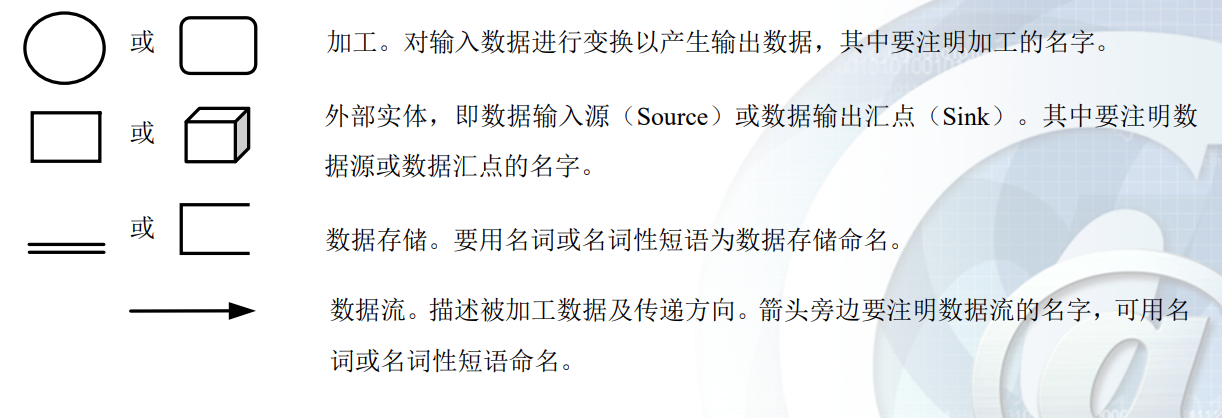 或 加工。对输入数据进行变换以产生输出数据，其中要注明加工的名字。
或 外部实体，即数据输入源（Source）或数据输出汇点（Sink）。其中要注明数
据源或数据汇点的名字。
或 数据存储。要用名词或名词性短语为数据存储命名。
数据流。描述被加工数据及传递方向。箭头旁边要注明数据流的名字，可用名
词或名词性短语命名。